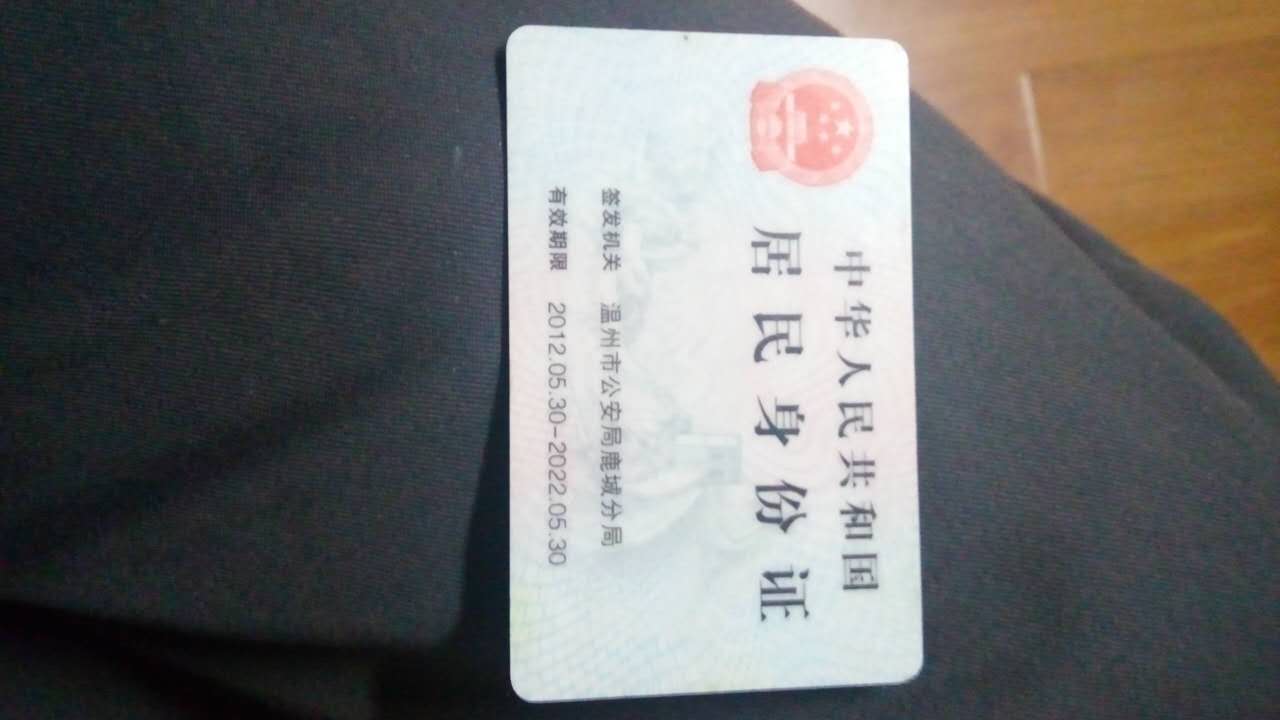 中华人民共和国
居民身份证
签发机关 温州市公安局鹿城分局
有效期限 2012.05.30-2022.05.30